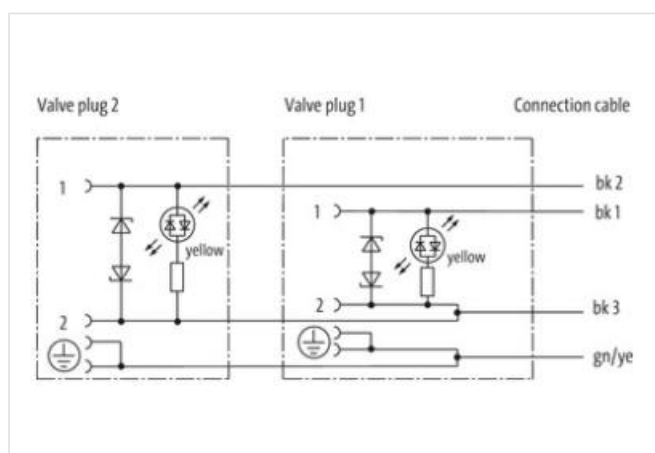 Valve plug 2 Valve plug 1 Connection cable
1 bk 2
1 bk 1
yellow yellow
2 bk 3
2
gn/ye